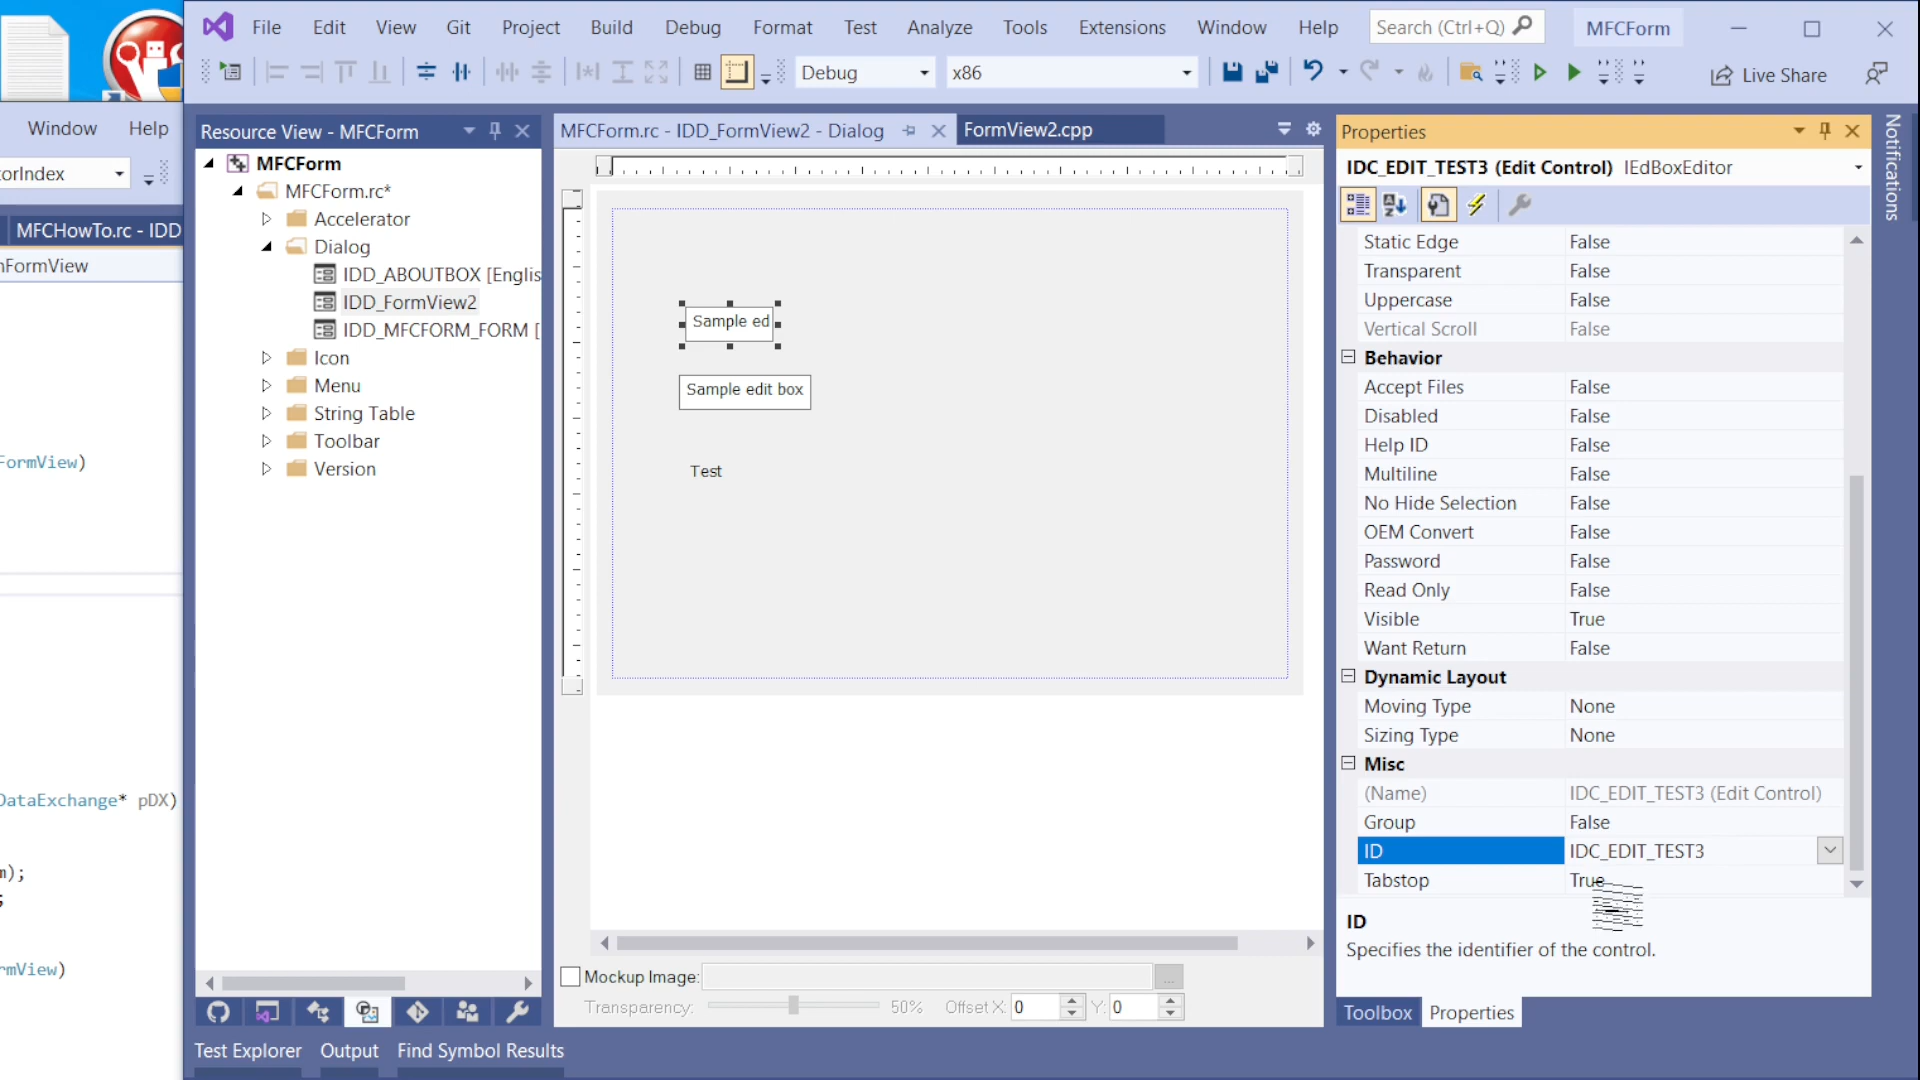 File Edit View Git Project Build Debug Format Test Analyze Tools Extensions Window Help Search (Ctrl+Q) MFCForm
Debug x86 Live Share
Window Help
orIndex
MFCHowTo.rc - IDD
FormView
FormView)
DataExchange* pDX)
);
;
mView)
Resource View - MFCForm
MFCForm
MFCForm.rc*
Accelerator
Dialog
IDD_ABOUTBOX [Englis
IDD_FormView2
IDD_MFCFORM_FORM [
Icon
Menu
String Table
Toolbar
Version
MFCForm.rc - IDD_FormView2 - Dialog FormView2.cpp
Sample ed
Sample edit box
Test
Mockup Image: ...
Transparency: 50% Offset X: 0 Y: 0
Properties
IDC_EDIT_TEST3 (Edit Control) IEdBoxEditor
Static Edge False
Transparent False
Uppercase False
Vertical Scroll False
Behavior
Accept Files False
Disabled False
Help ID False
Multiline False
No Hide Selection False
OEM Convert False
Password False
Read Only False
Visible True
Want Return False
Dynamic Layout
Moving Type None
Sizing Type None
Misc
(Name) IDC_EDIT_TEST3 (Edit Control)
Group False
ID IDC_EDIT_TEST3
Tabstop True
ID
Specifies the identifier of the control.
Toolbox Properties
Notifications
Test Explorer Output Find Symbol Results